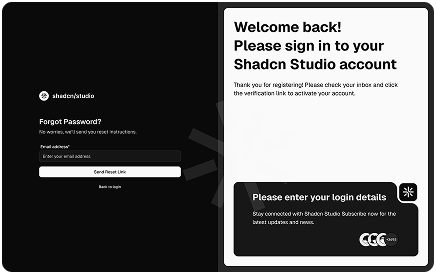 shadcn/studio
Forgot Password?
No worries, we'll send you reset instructions.
Email address*
Enter your email address
Send Reset Link
Back to login
Welcome back!
Please sign in to your
Shadcn Studio account
Thank you for registering! Please check your inbox and click
the verification link to activate your account.
Please enter your login details
Stay connected with Shadcn Studio Subscribe now for the
latest updates and news.